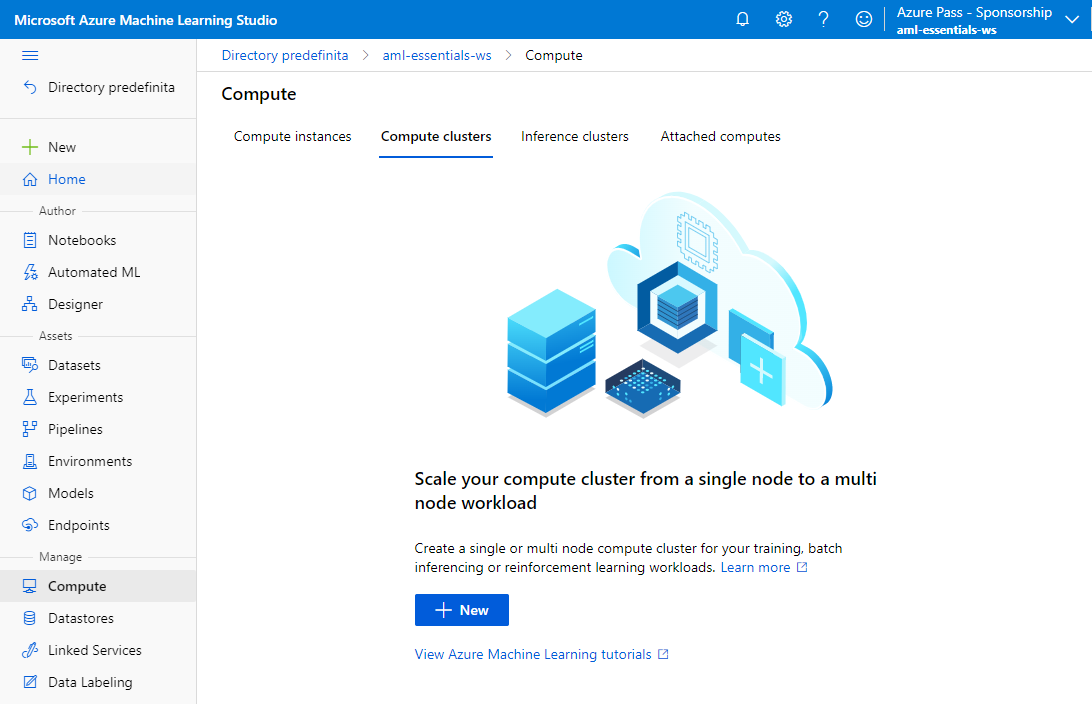 Microsoft Azure Machine Learning Studio
Azure Pass - Sponsorship
aml-essentials-ws
Directory predefinita
New
Home
Author
Notebooks
Automated ML
Designer
Assets
Datasets
Experiments
Pipelines
Environments
Models
Endpoints
Manage
Compute
Datastores
Linked Services
Data Labeling
Directory predefinita > aml-essentials-ws > Compute
Compute
Compute instances Compute clusters Inference clusters Attached computes
Scale your compute cluster from a single node to a multi
node workload
Create a single or multi node compute cluster for your training, batch
inferencing or reinforcement learning workloads. Learn more
New
View Azure Machine Learning tutorials